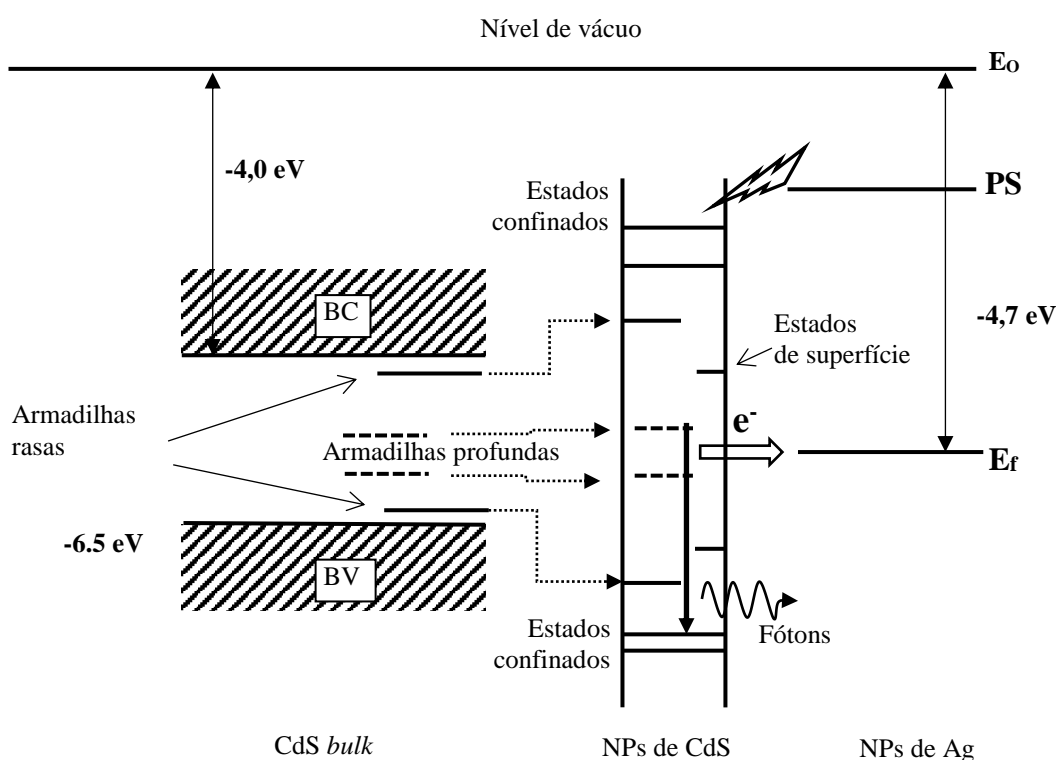 Nível de vácuo
E₀
-4,0 eV
PS
Estados
confinados
-4,7 eV
BC
Estados
de superfície
Armadilhas
rasas
e⁻
Armadilhas profundas
E_f
-6.5 eV
BV
Fótons
Estados
confinados
CdS bulk
NPs de CdS
NPs de Ag